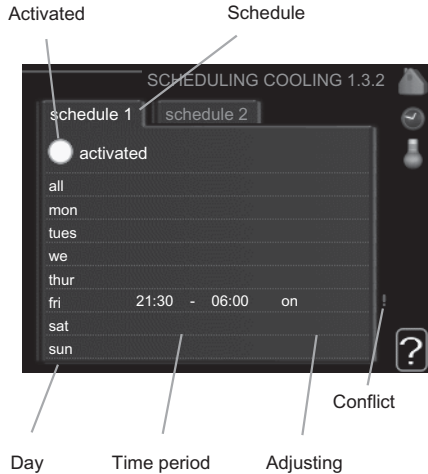 Activated Schedule
SCHEDULING COOLING 1.3.2
schedule 1 schedule 2
activated
all
mon
tues
we
thur
fri 21:30 - 06:00 on !
sat
sun
?
Conflict
Day Time period Adjusting